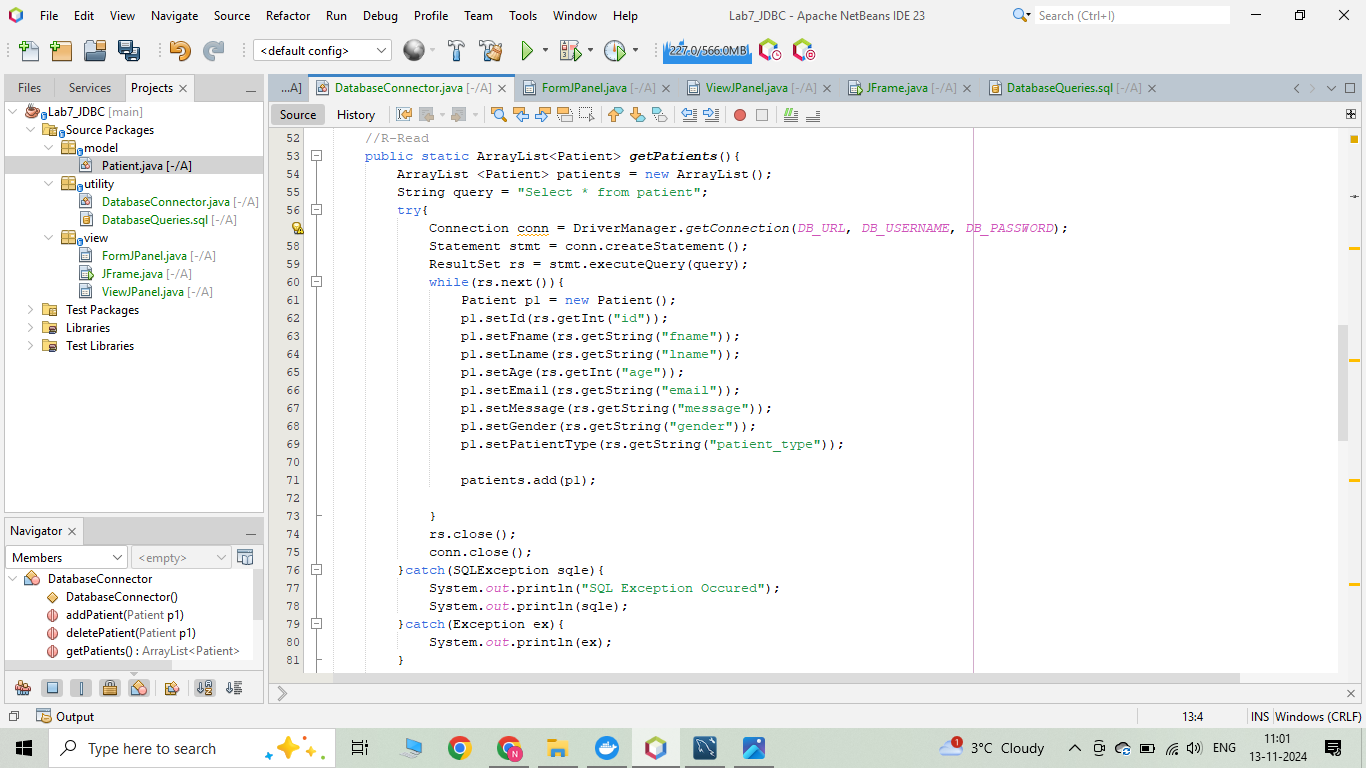 File Edit View Navigate Source Refactor Run Debug Profile Team Tools Window Help
Lab7_JDBC - Apache NetBeans IDE 23
Search (Ctrl+I)
<default config>
227.0/566.0MB
Files Services Projects
...A] DatabaseConnector.java [-/A] FormJPanel.java [-/A] ViewJPanel.java [-/A] JFrame.java [-/A] DatabaseQueries.sql [-/A]
Source History
Lab7_JDBC [main]
Source Packages
model
Patient.java [-/A]
utility
DatabaseConnector.java [-/A]
DatabaseQueries.sql [-/A]
view
FormJPanel.java [-/A]
JFrame.java [-/A]
ViewJPanel.java [-/A]
Test Packages
Libraries
Test Libraries
52 //R-Read
53 public static ArrayList<Patient> getPatients(){
54 ArrayList <Patient> patients = new ArrayList();
55 String query = "Select * from patient";
56 try{
Connection conn = DriverManager.getConnection(DB_URL, DB_USERNAME, DB_PASSWORD);
58 Statement stmt = conn.createStatement();
59 ResultSet rs = stmt.executeQuery(query);
60 while(rs.next()){
61 Patient p1 = new Patient();
62 p1.setId(rs.getInt("id"));
63 p1.setFname(rs.getString("fname"));
64 p1.setLname(rs.getString("lname"));
65 p1.setAge(rs.getInt("age"));
66 p1.setEmail(rs.getString("email"));
67 p1.setMessage(rs.getString("message"));
68 p1.setGender(rs.getString("gender"));
69 p1.setPatientType(rs.getString("patient_type"));
70
71 patients.add(p1);
72
73 }
74 rs.close();
75 conn.close();
76 }catch(SQLException sqle){
77 System.out.println("SQL Exception Occured");
78 System.out.println(sqle);
79 }catch(Exception ex){
80 System.out.println(ex);
81 }
Navigator
Members <empty>
DatabaseConnector
DatabaseConnector()
addPatient(Patient p1)
deletePatient(Patient p1)
getPatients() : ArrayList<Patient>
Output
13:4 INS Windows (CRLF)
Type here to search
1
3°C Cloudy
ENG
11:01
13-11-2024